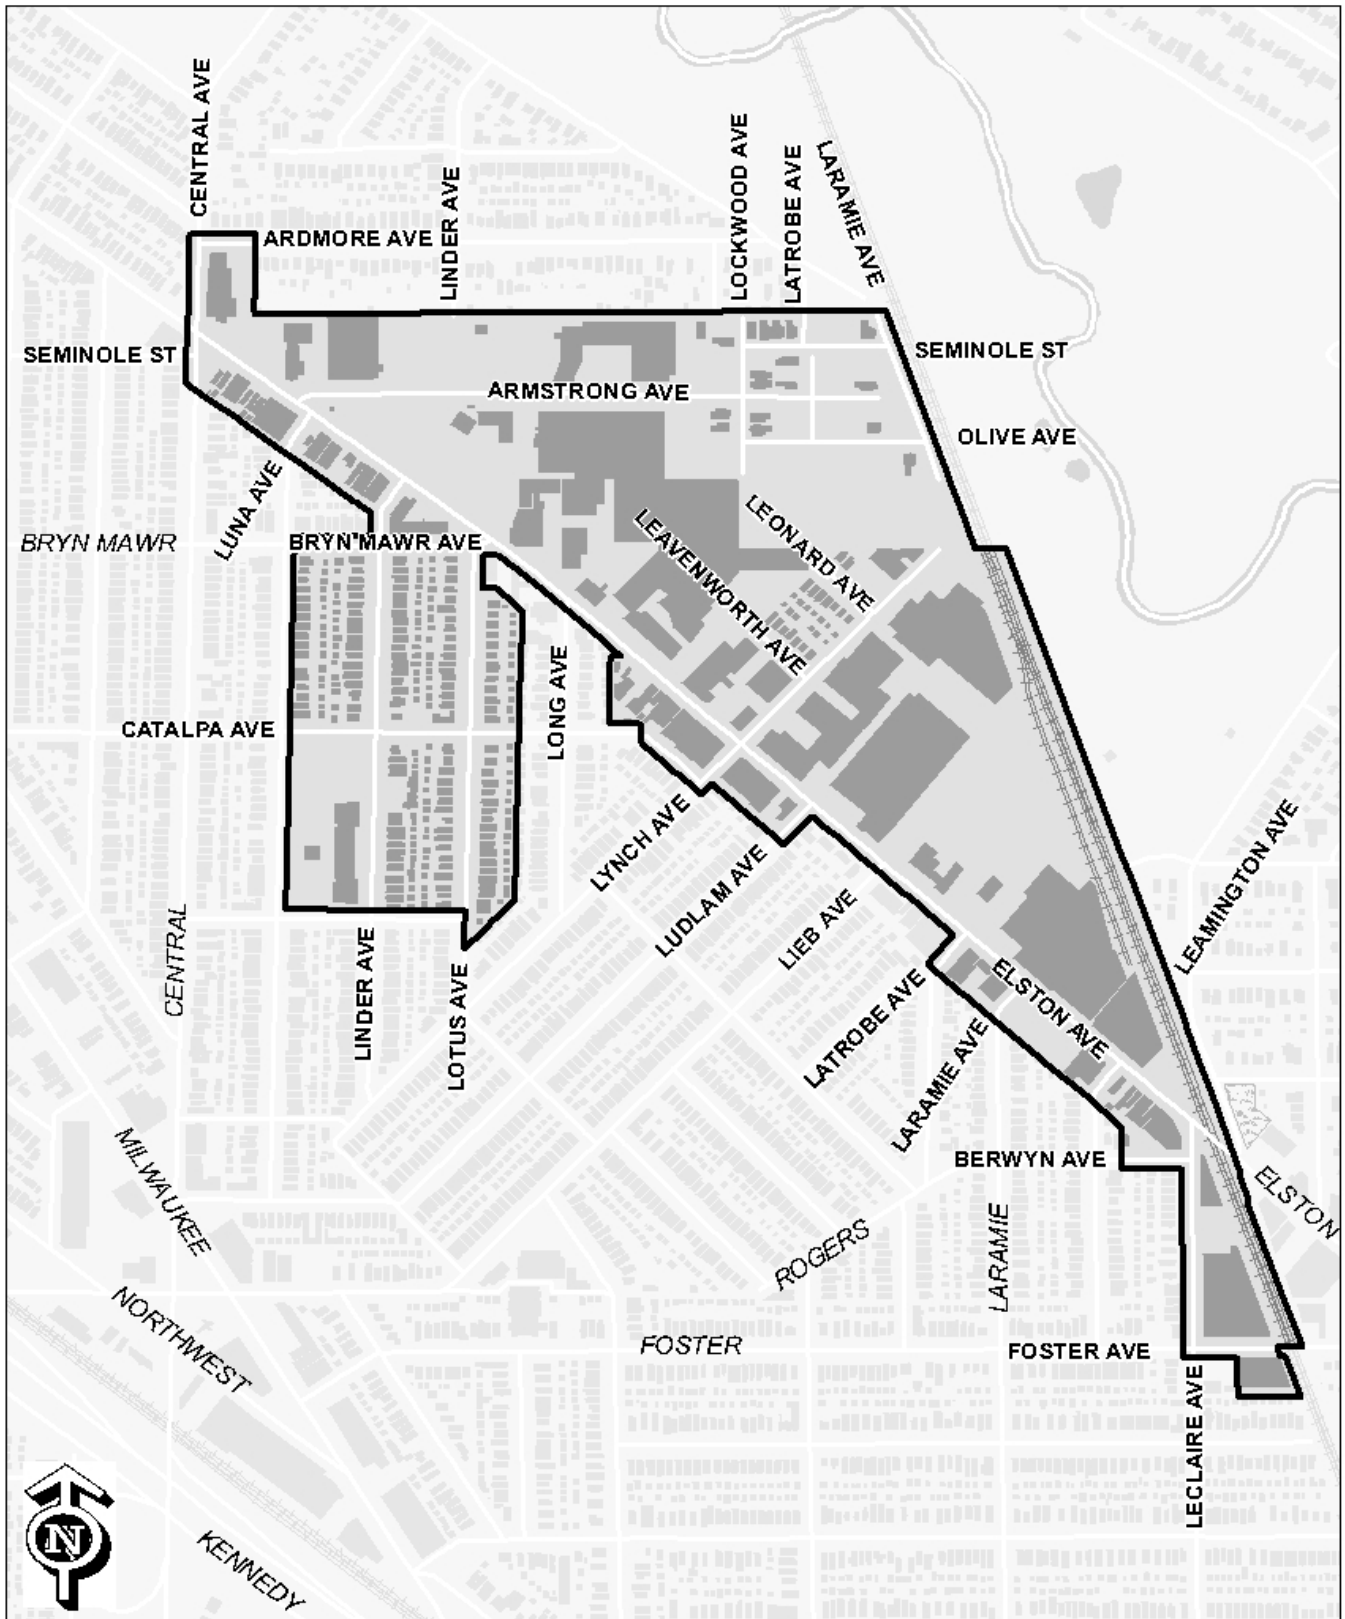 CENTRAL AVE
LOCKWOOD AVE
LATROBE AVE
LARAMIE AVE
LINDER AVE
ARDMORE AVE
SEMINOLE ST
SEMINOLE ST
ARMSTRONG AVE
OLIVE AVE
LUNA AVE
BRYN MAWR
BRYN MAWR AVE
LEONARD AVE
LEAVENWORTH AVE
LONG AVE
CATALPA AVE
LYNCH AVE
LUDLAM AVE
LIEB AVE
LEAMINGTON AVE
CENTRAL
LINDER AVE
LOTUS AVE
LATROBE AVE
ELSTON AVE
LARAMIE AVE
BERWYN AVE
MILWAUKEE
ELSTON
ROGERS
LARAMIE
NORTHWEST
FOSTER
FOSTER AVE
LECLAIRE AVE
N
KENNEDY